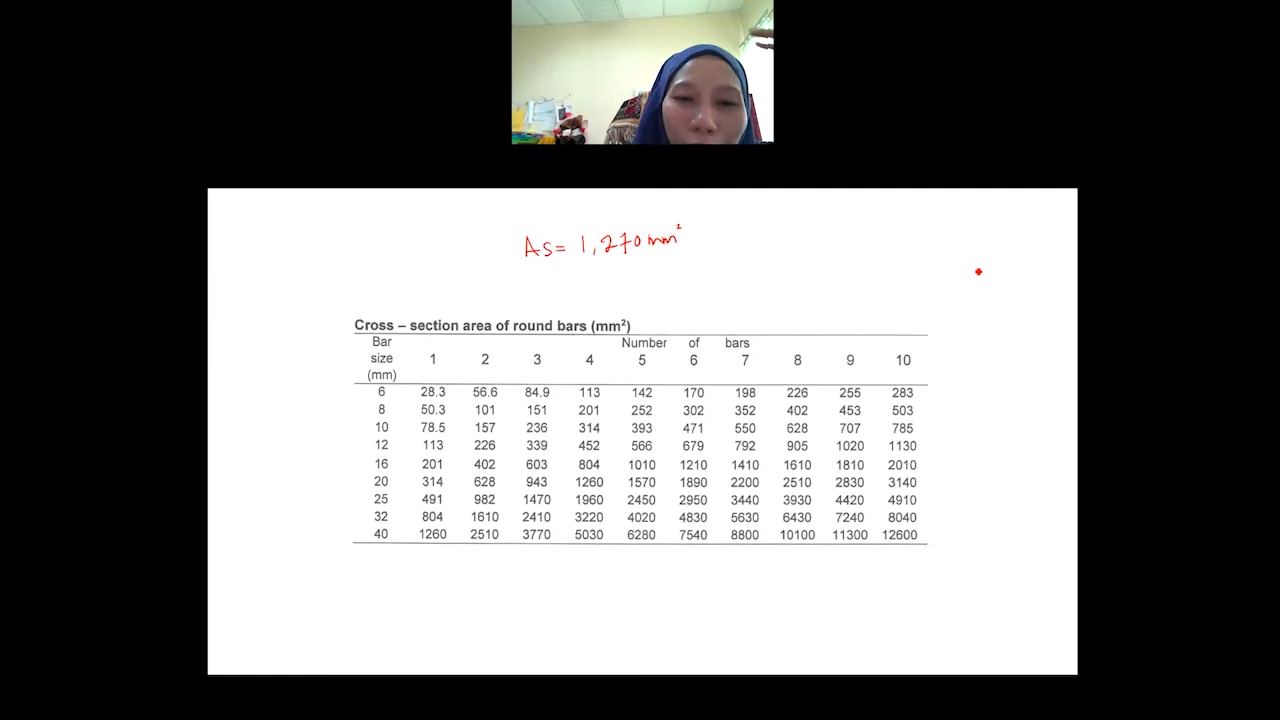 As = 1,270 mm²
Cross – section area of round bars (mm²)
Bar size (mm) Number of bars
1 2 3 4 5 6 7 8 9 10
6 28.3 56.6 84.9 113 142 170 198 226 255 283
8 50.3 101 151 201 252 302 352 402 453 503
10 78.5 157 236 314 393 471 550 628 707 785
12 113 226 339 452 566 679 792 905 1020 1130
16 201 402 603 804 1010 1210 1410 1610 1810 2010
20 314 628 943 1260 1570 1890 2200 2510 2830 3140
25 491 982 1470 1960 2450 2950 3440 3930 4420 4910
32 804 1610 2410 3220 4020 4830 5630 6430 7240 8040
40 1260 2510 3770 5030 6280 7540 8800 10100 11300 12600